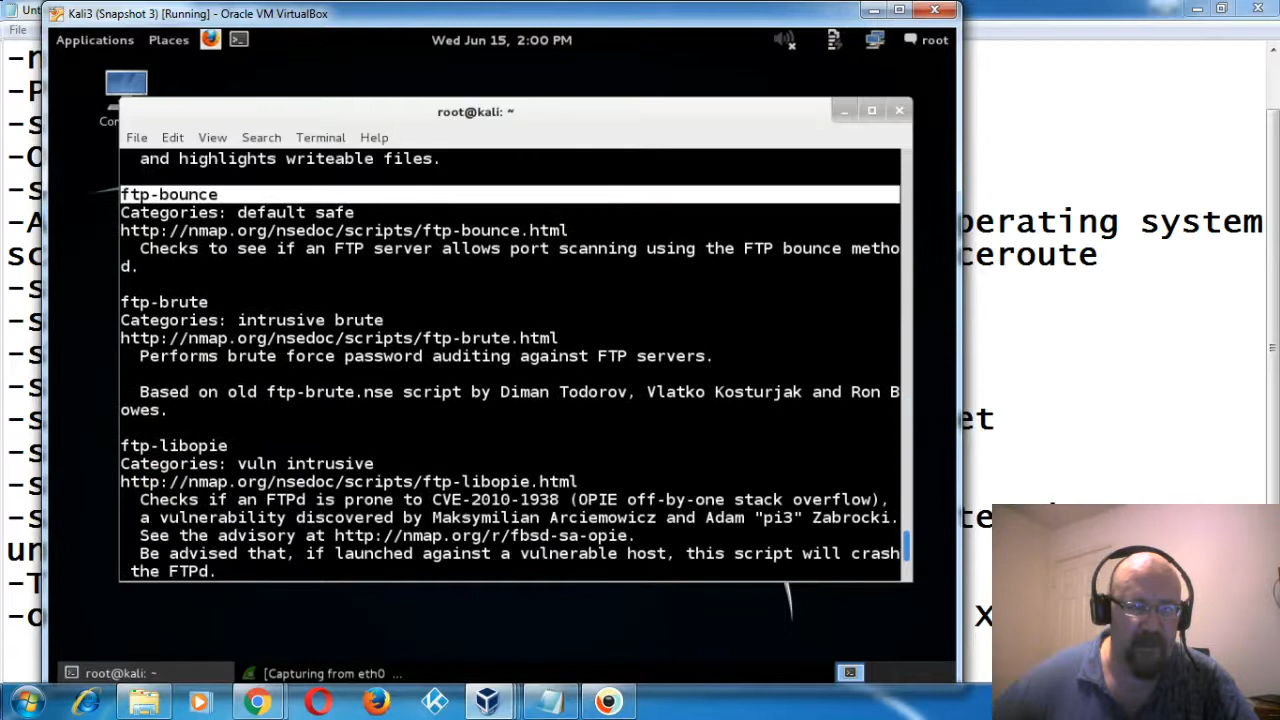 Unt
Kali3 (Snapshot 3) [Running] - Oracle VM VirtualBox
File
Applications Places Wed Jun 15, 2:00 PM root
root@kali: ~
File Edit View Search Terminal Help
and highlights writeable files.
ftp-bounce
Categories: default safe
http://nmap.org/nsedoc/scripts/ftp-bounce.html
Checks to see if an FTP server allows port scanning using the FTP bounce metho
d.
ftp-brute
Categories: intrusive brute
http://nmap.org/nsedoc/scripts/ftp-brute.html
Performs brute force password auditing against FTP servers.
Based on old ftp-brute.nse script by Diman Todorov, Vlatko Kosturjak and Ron B
owes.
ftp-libopie
Categories: vuln intrusive
http://nmap.org/nsedoc/scripts/ftp-libopie.html
Checks if an FTPd is prone to CVE-2010-1938 (OPIE off-by-one stack overflow),
a vulnerability discovered by Maksymilian Arciemowicz and Adam "pi3" Zabrocki.
See the advisory at http://nmap.org/r/fbsd-sa-opie.
Be advised that, if launched against a vulnerable host, this script will crash
the FTPd.
root@kali: ~ [Capturing from eth0 ...
-A perating system
sc ceroute
et
un
x